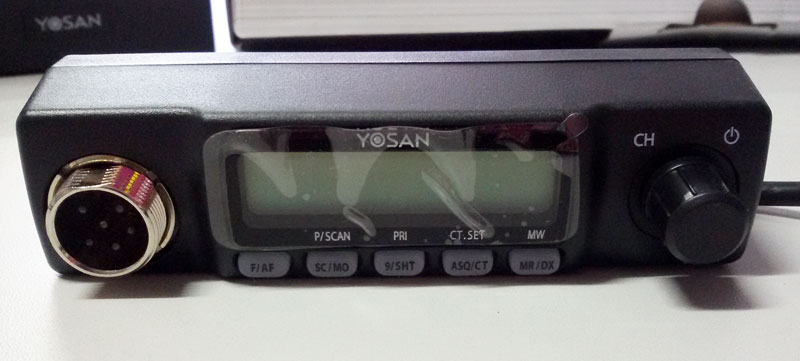 YOSAN
YOSAN
CH
P/SCAN PRI CT.SET MW
F/AF SC/MO 9/SHT ASQ/CT MR/DX